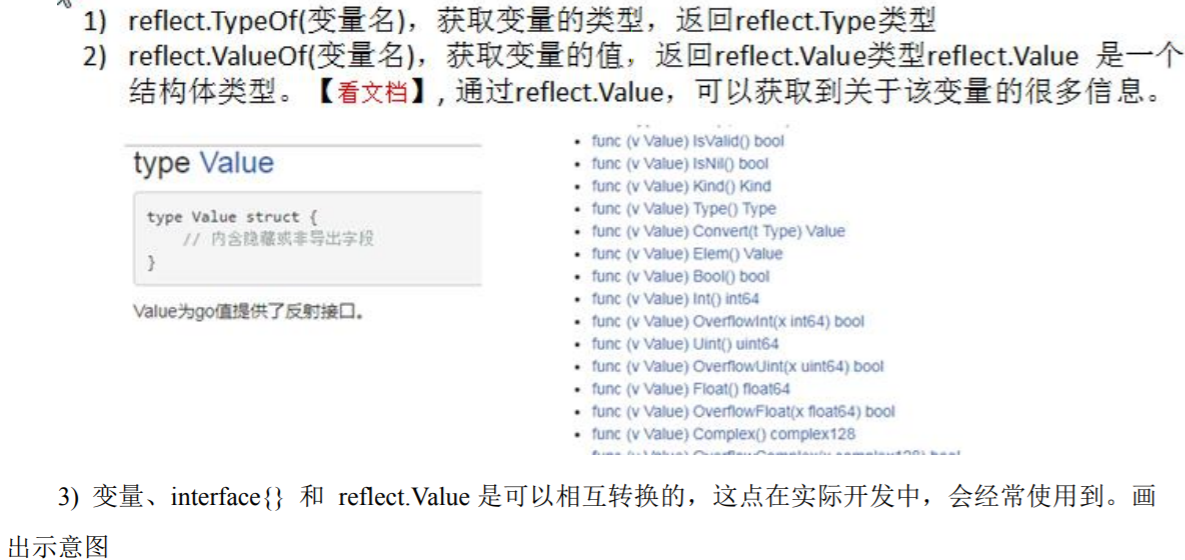 1) reflect.TypeOf(变量名)，获取变量的类型，返回reflect.Type类型
2) reflect.ValueOf(变量名)，获取变量的值，返回reflect.Value类型reflect.Value 是一个
结构体类型。【看文档】, 通过reflect.Value，可以获取到关于该变量的很多信息。
type Value
type Value struct {
// 内含隐藏或非导出字段
}
Value为go值提供了反射接口。
• func (v Value) IsValid() bool
• func (v Value) IsNil() bool
• func (v Value) Kind() Kind
• func (v Value) Type() Type
• func (v Value) Convert(t Type) Value
• func (v Value) Elem() Value
• func (v Value) Bool() bool
• func (v Value) Int() int64
• func (v Value) OverflowInt(x int64) bool
• func (v Value) Uint() uint64
• func (v Value) OverflowUint(x uint64) bool
• func (v Value) Float() float64
• func (v Value) OverflowFloat(x float64) bool
• func (v Value) Complex() complex128
3) 变量、interface{} 和 reflect.Value 是可以相互转换的，这点在实际开发中，会经常使用到。画
出示意图